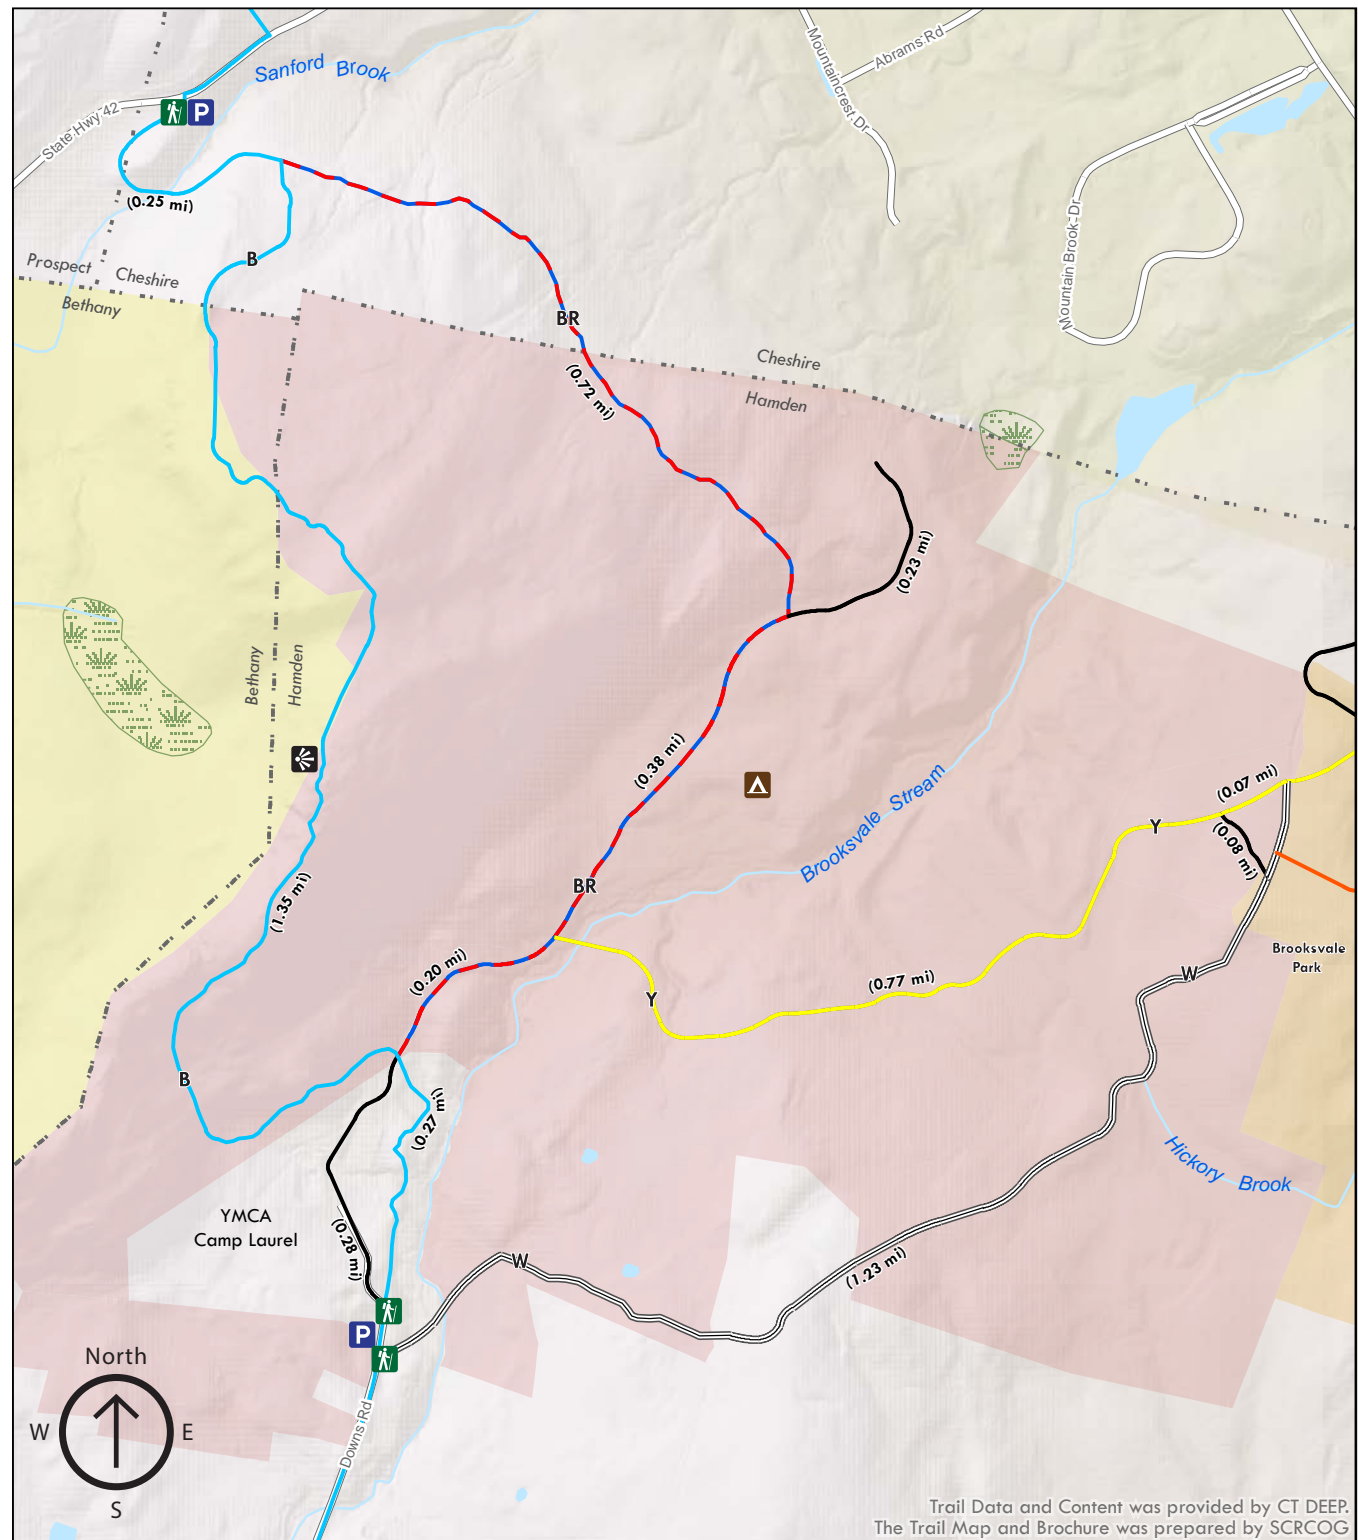 Sanford Brook
Mountaincrest Dr
Abrams Rd
State Hwy 42
P
(0.25 mi)
Mountain Brook Dr
B
Prospect
Cheshire
Bethany
BR
(0.72 mi)
Cheshire
Hamden
(0.23 mi)
Bethany
Hamden
(0.38 mi)
Brooksvale Stream
(0.07 mi)
Y
(0.08 mi)
BR
(1.35 mi)
(0.20 mi)
Brooksvale
Park
W
(0.77 mi)
Y
B
(0.27 mi)
Hickory Brook
YMCA
Camp Laurel
(0.28 mi)
W
(1.23 mi)
P
North
W
E
S
Downs Rd
Trail Data and Content was provided by CT DEEP.
The Trail Map and Brochure was prepared by SCRCOG